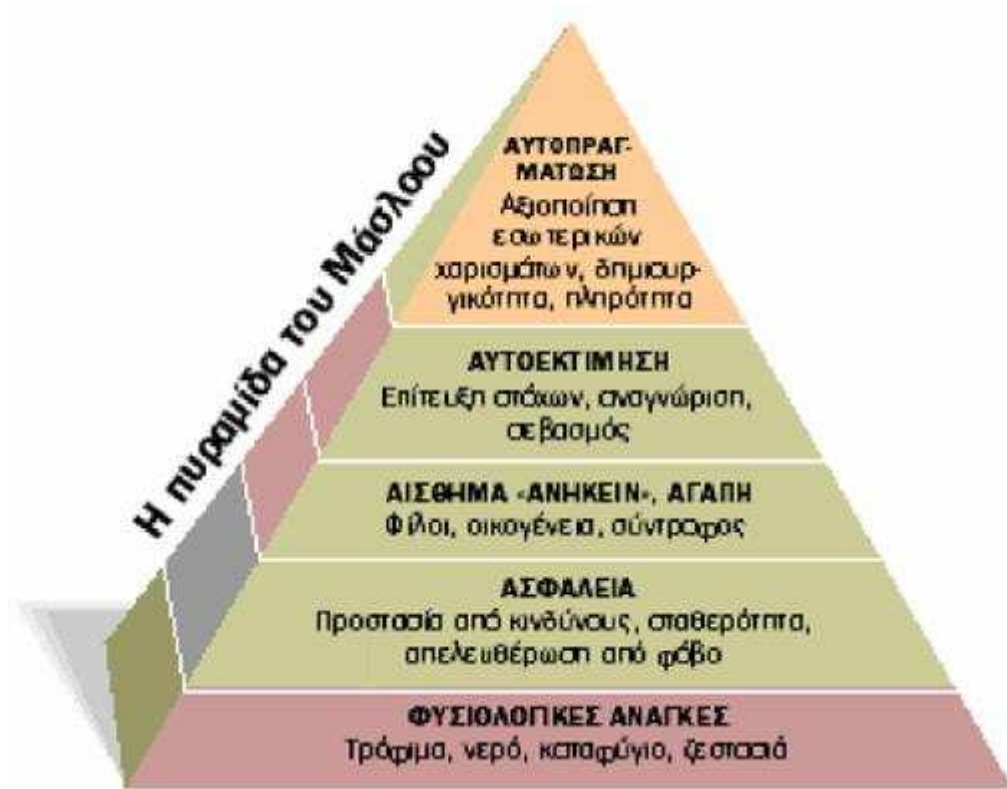 Η πυραμίδα του Μάσλοου
ΑΥΤΟΠΡΑΓ-
ΜΑΤΩΣΗ
Αξιοποίηση
εσωτερικών
χαρισμάτων, δημιουρ-
γικότητα, πληρότητα
ΑΥΤΟΕΚΤΙΜΗΣΗ
Επίτευξη στόχων, αναγνώριση,
σεβασμός
ΑΙΣΘΗΜΑ «ΑΝΗΚΕΙΝ», ΑΓΑΠΗ
Φίλοι, οικογένεια, σύντροφος
ΑΣΦΑΛΕΙΑ
Προστασία από κινδύνους, σταθερότητα,
απελευθέρωση από φόβο
ΦΥΣΙΟΛΟΓΙΚΕΣ ΑΝΑΓΚΕΣ
Τρόφιμα, νερό, καταφύγιο, ζεστασιά